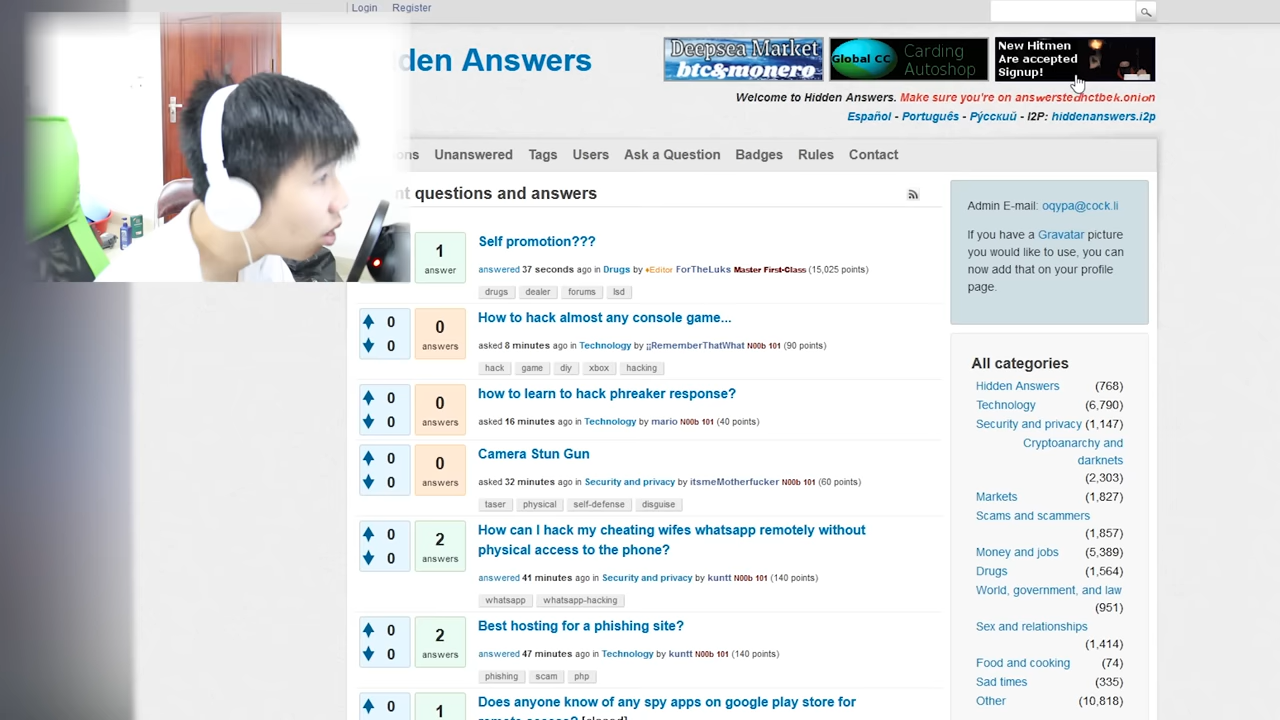 Login Register
den Answers
Deepsea Market
btc&monero
Global CC
Carding
Autoshop
New Hitmen
Are accepted
Signup!
Welcome to Hidden Answers. Make sure you're on answerstedhctbek.onion
Español - Português - Рýсский - I2P: hiddenanswers.i2p
ons Unanswered Tags Users Ask a Question Badges Rules Contact
nt questions and answers
1
answer
Self promotion???
answered 37 seconds ago in Drugs by ♦Editor ForTheLuks Master First-Class (15,025 points)
drugs dealer forums lsd
0
0
0
answers
How to hack almost any console game...
asked 8 minutes ago in Technology by ¡¡RememberThatWhat N00b 101 (90 points)
hack game diy xbox hacking
0
0
0
answers
how to learn to hack phreaker response?
asked 16 minutes ago in Technology by mario N00b 101 (40 points)
0
0
0
answers
Camera Stun Gun
asked 32 minutes ago in Security and privacy by itsmeMotherfucker N00b 101 (60 points)
taser physical self-defense disguise
0
0
2
answers
How can I hack my cheating wifes whatsapp remotely without
physical access to the phone?
answered 41 minutes ago in Security and privacy by kuntt N00b 101 (140 points)
whatsapp whatsapp-hacking
0
0
2
answers
Best hosting for a phishing site?
answered 47 minutes ago in Technology by kuntt N00b 101 (140 points)
phishing scam php
0
1
Does anyone know of any spy apps on google play store for
remote access? [closed]
Admin E-mail: oqypa@cock.li
If you have a Gravatar picture
you would like to use, you can
now add that on your profile
page.
All categories
Hidden Answers (768)
Technology (6,790)
Security and privacy (1,147)
Cryptoanarchy and
darknets
(2,303)
Markets (1,827)
Scams and scammers
(1,857)
Money and jobs (5,389)
Drugs (1,564)
World, government, and law
(951)
Sex and relationships
(1,414)
Food and cooking (74)
Sad times (335)
Other (10,818)